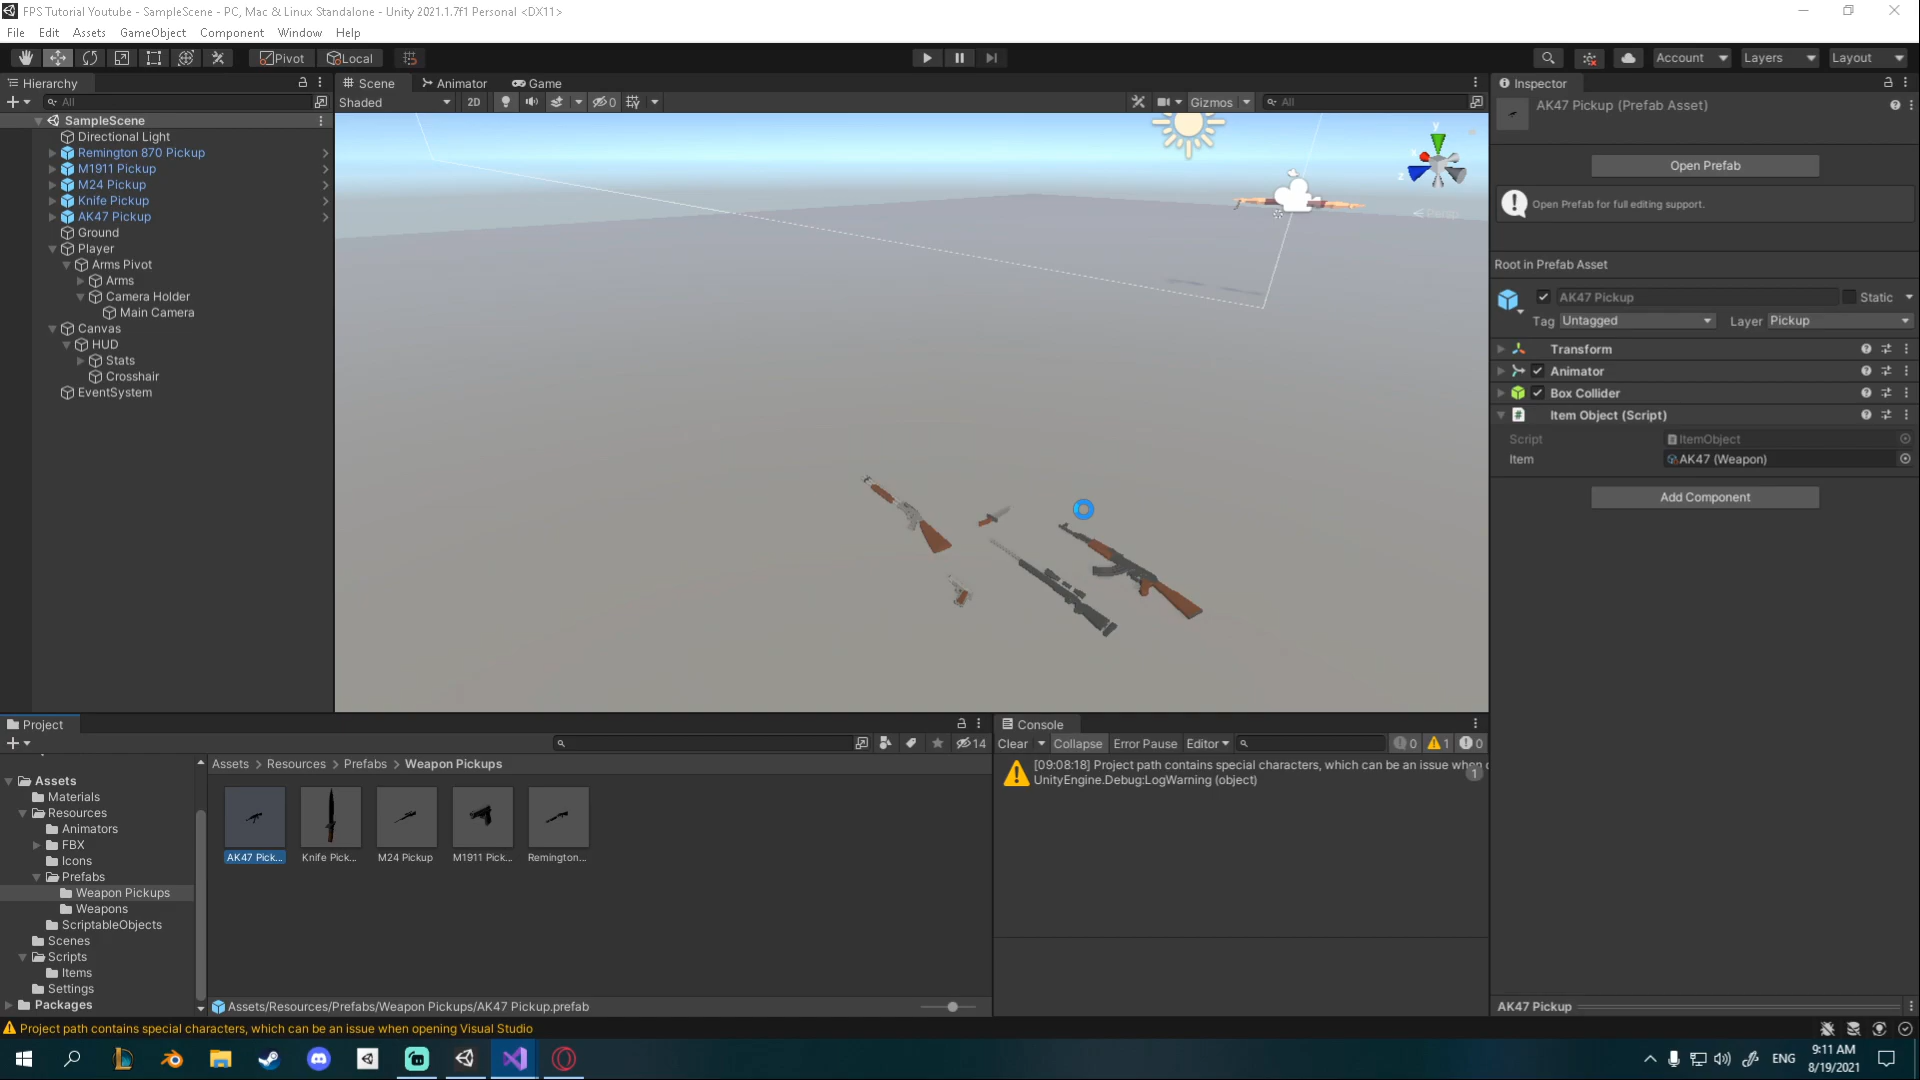 FPS Tutorial Youtube - SampleScene - PC, Mac & Linux Standalone - Unity 2021.1.7f1 Personal <DX11>
File Edit Assets GameObject Component Window Help
Pivot Local Account Layers Layout
Hierarchy
All
SampleScene
Directional Light
Remington 870 Pickup
M1911 Pickup
M24 Pickup
Knife Pickup
AK47 Pickup
Ground
Player
Arms Pivot
Arms
Camera Holder
Main Camera
Canvas
HUD
Stats
Crosshair
EventSystem
Scene Animator Game
Shaded 2D 0 Gizmos All
y
x
z
Persp
Inspector
AK47 Pickup (Prefab Asset)
Open Prefab
Open Prefab for full editing support.
Root in Prefab Asset
AK47 Pickup Static
Tag Untagged Layer Pickup
Transform
Animator
Box Collider
Item Object (Script)
Script ItemObject
Item AK47 (Weapon)
Add Component
AK47 Pickup
Project
14
Assets
Materials
Resources
Animators
FBX
Icons
Prefabs
Weapon Pickups
Weapons
ScriptableObjects
Scenes
Scripts
Items
Settings
Packages
Assets > Resources > Prefabs > Weapon Pickups
AK47 Pick... Knife Pick... M24 Pickup M1911 Pick... Remington...
Assets/Resources/Prefabs/Weapon Pickups/AK47 Pickup.prefab
Console
Clear Collapse Error Pause Editor 0 1 0
[09:08:18] Project path contains special characters, which can be an issue when
UnityEngine.Debug:LogWarning (object)
1
Project path contains special characters, which can be an issue when opening Visual Studio
ENG
9:11 AM
8/19/2021